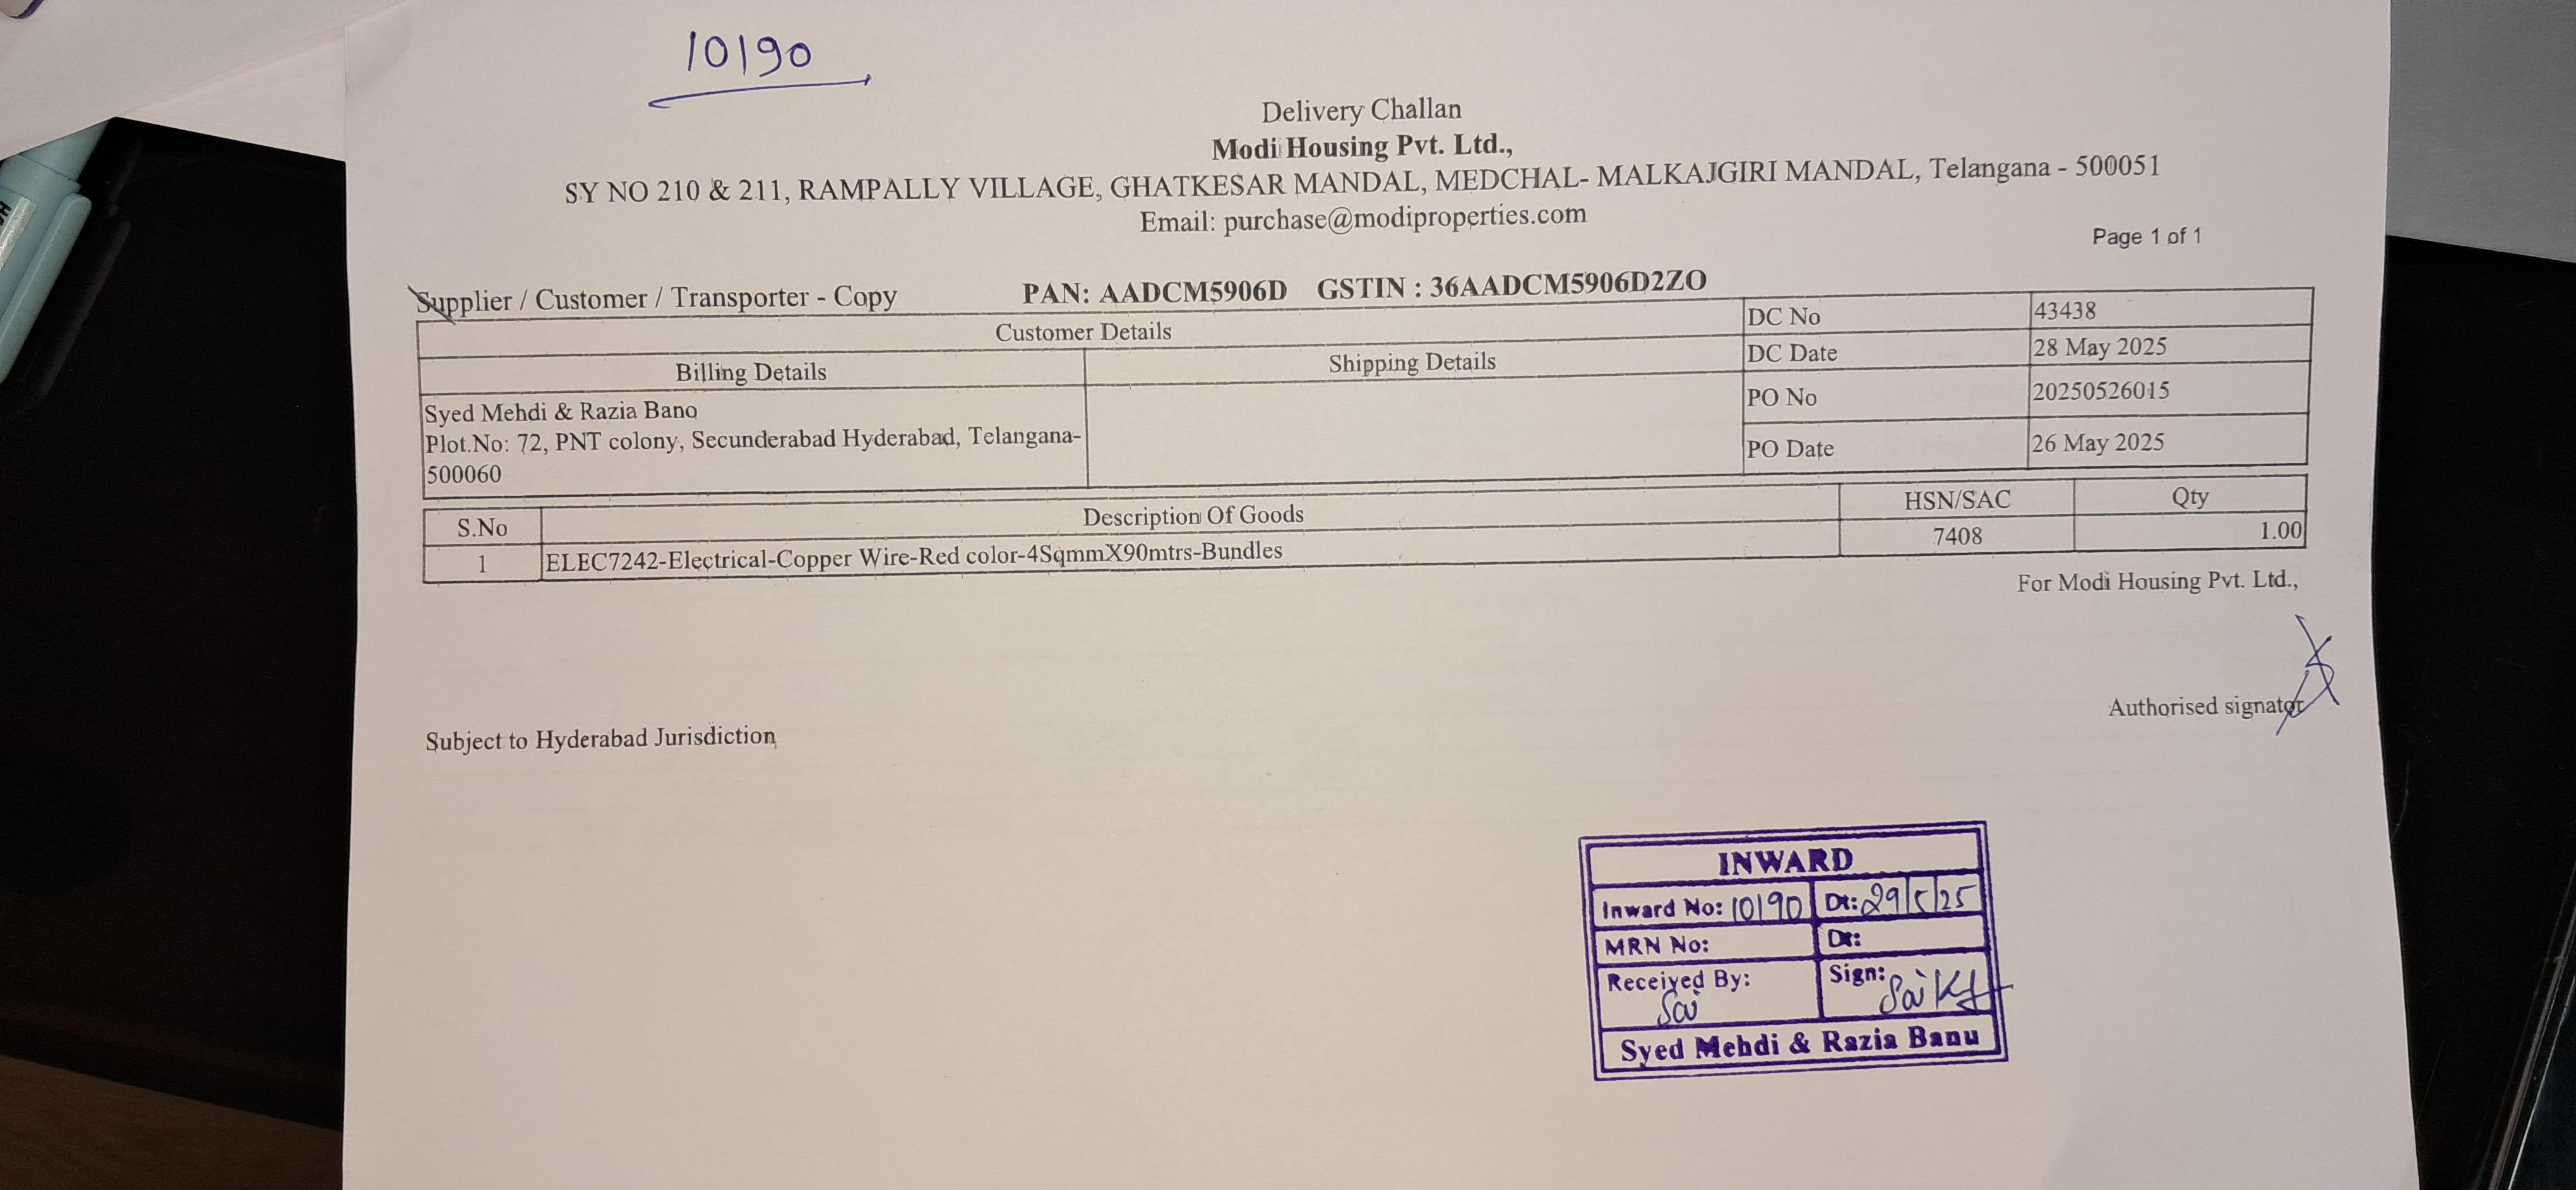 10190
Delivery Challan
Modi Housing Pvt. Ltd.,
SY NO 210 & 211, RAMPALLY VILLAGE, GHATKESAR MANDAL, MEDCHAL- MALKAJGIRI MANDAL, Telangana - 500051
Email: purchase@modiproperties.com
Page 1 of 1
Supplier / Customer / Transporter - Copy PAN: AADCM5906D GSTIN : 36AADCM5906D2ZO
Customer Details
Billing Details Shipping Details
Syed Mehdi & Razia Bano
Plot.No: 72, PNT colony, Secunderabad Hyderabad, Telangana-
500060
DC No 43438
DC Date 28 May 2025
PO No 20250526015
PO Date 26 May 2025
S.No Description Of Goods HSN/SAC Qty
1 ELEC7242-Electrical-Copper Wire-Red color-4SqmmX90mtrs-Bundles 7408 1.00
For Modi Housing Pvt. Ltd.,
Authorised signator
Subject to Hyderabad Jurisdiction
INWARD
Inward No: 10190 Dt: 29/5/25
MRN No: Dt:
Received By: Sai Sign:
Syed Mehdi & Razia Banu